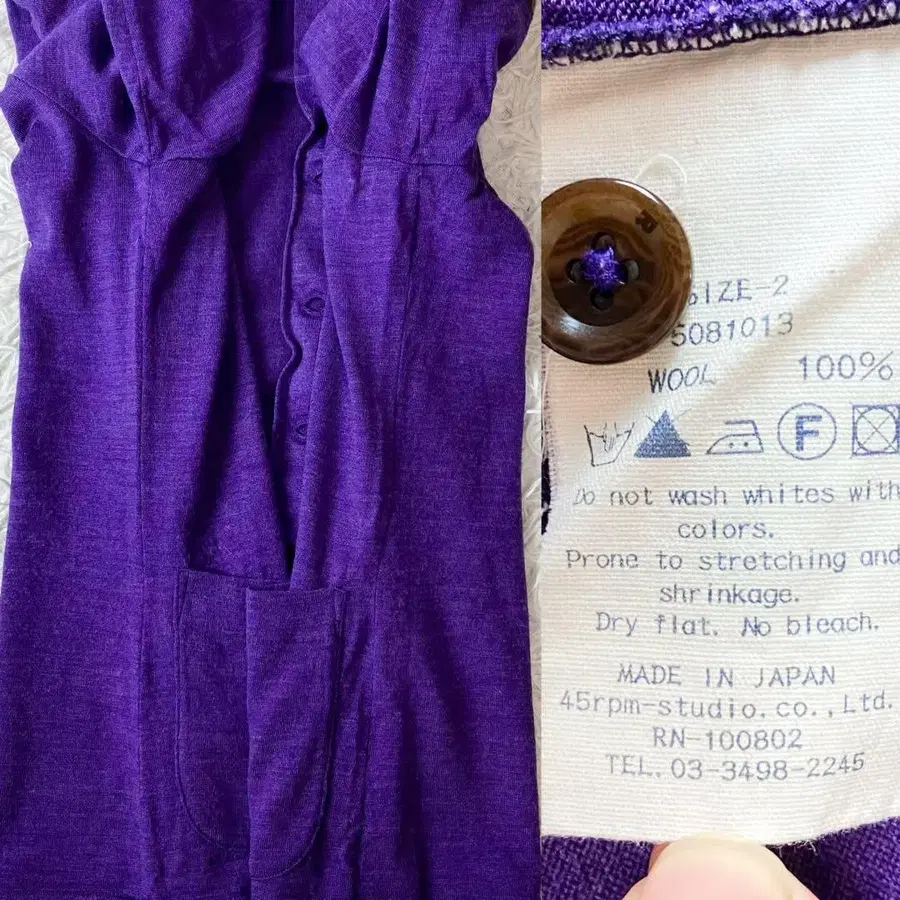 R
SIZE-2
5081013
WOOL 100%
F
Do not wash whites with
colors.
Prone to stretching and
shrinkage.
Dry flat. No bleach.
MADE IN JAPAN
45rpm-studio.co.,Ltd.
RN-100802
TEL.03-3498-2245